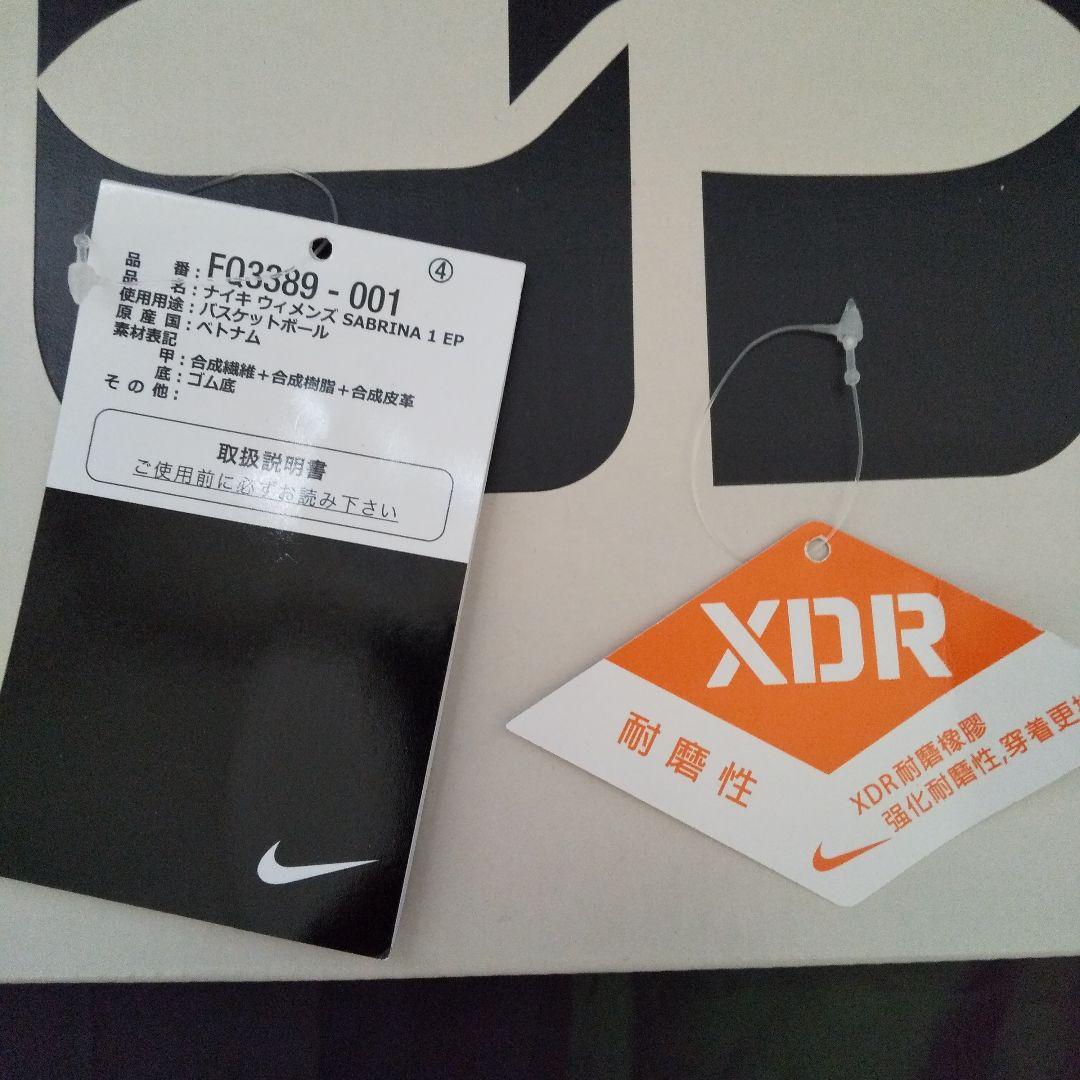 ④
品　番：FQ3389 - 001
品　名：ナイキ ウィメンズ SABRINA 1 EP
使用用途：バスケットボール
原産国：ベトナム
素材表記
甲：合成繊維＋合成樹脂＋合成皮革
底：ゴム底
その他：
取扱説明書
ご使用前に必ずお読み下さい
XDR
耐磨性
XDR耐磨橡膠
强化耐磨性,穿着更